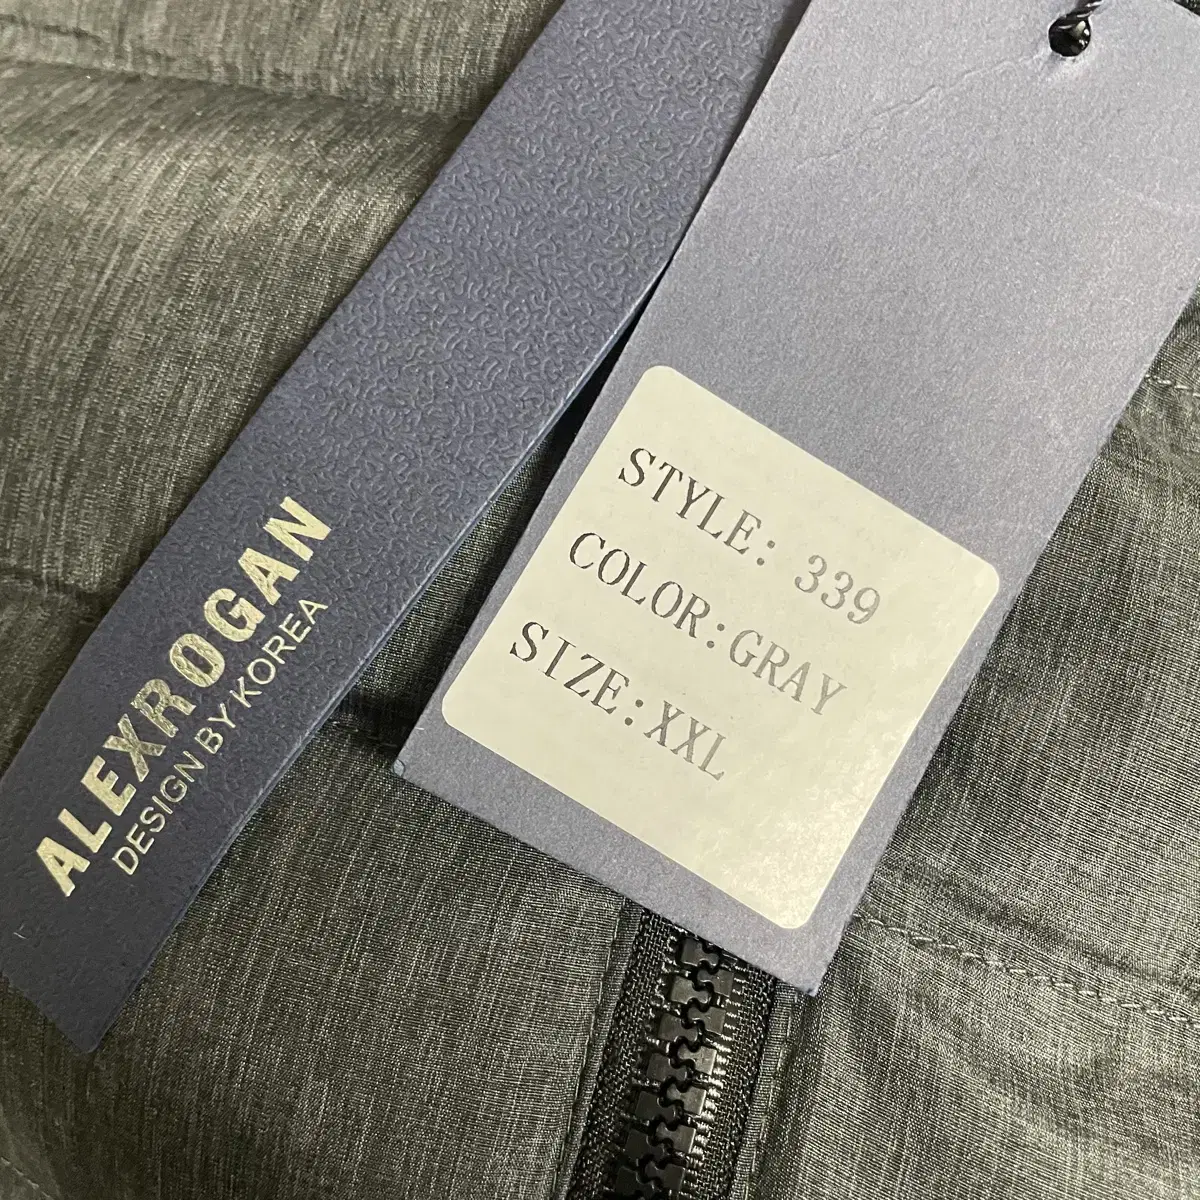 ALEXROGAN
DESIGN BY KOREA
STYLE: 339
COLOR:GRAY
SIZE:XXL